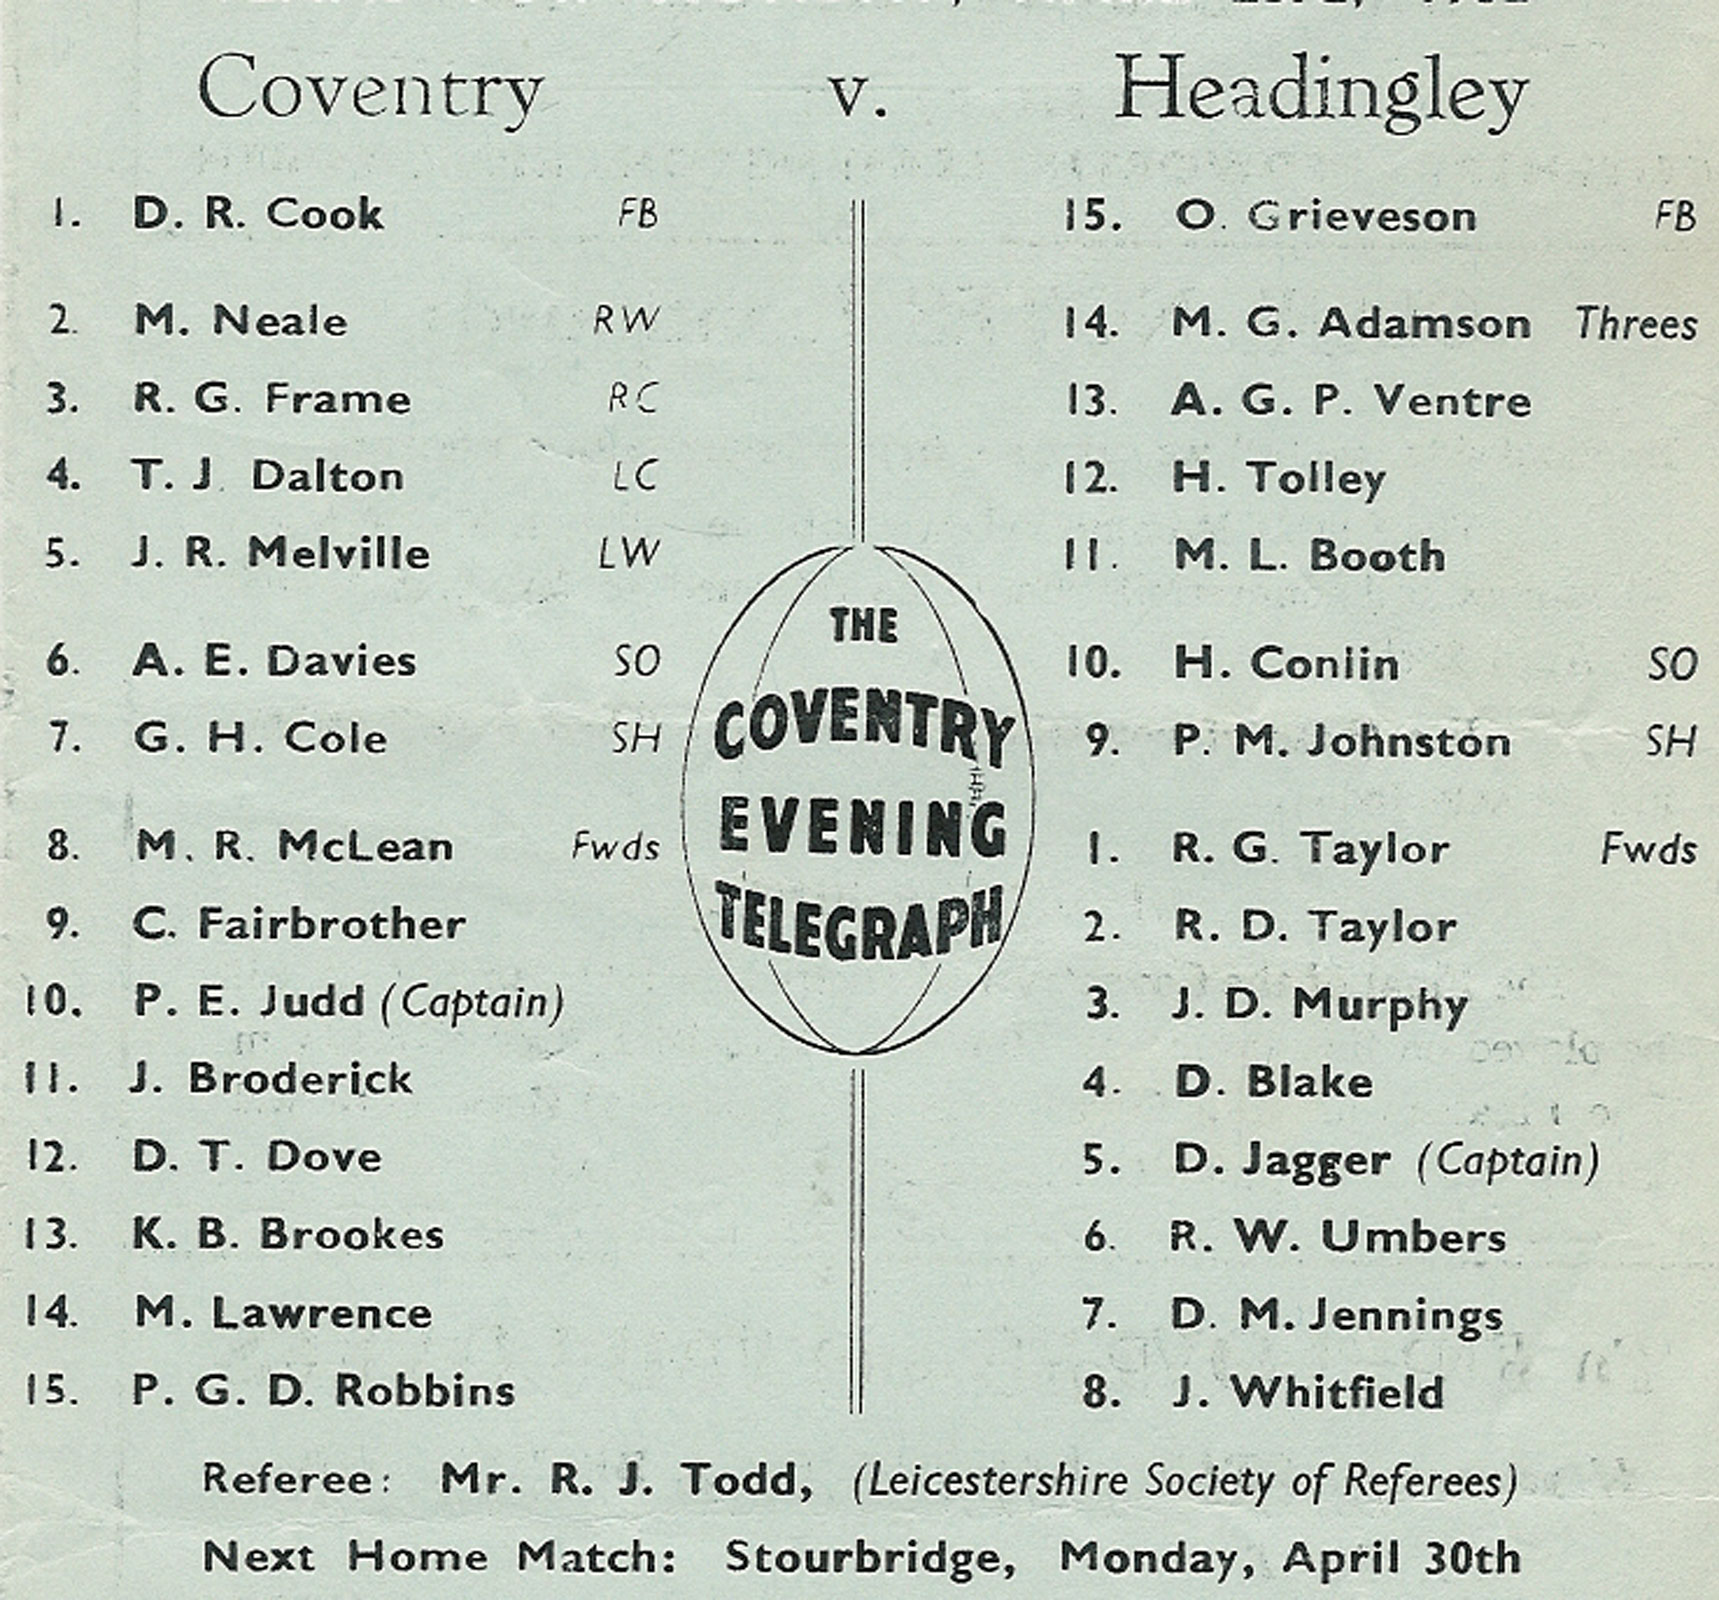 Coventry v. Headingley
1. D. R. Cook FB 15. O. Grieveson FB
2. M. Neale RW 14. M. G. Adamson Threes
3. R. G. Frame RC 13. A. G. P. Ventre
4. T. J. Dalton LC 12. H. Tolley
5. J. R. Melville LW 11. M. L. Booth
THE
6. A. E. Davies SO 10. H. Conlin SO
COVENTRY
7. G. H. Cole SH 9. P. M. Johnston SH
EVENING
8. M. R. McLean Fwds 1. R. G. Taylor Fwds
TELEGRAPH
9. C. Fairbrother 2. R. D. Taylor
10. P. E. Judd (Captain) 3. J. D. Murphy
11. J. Broderick 4. D. Blake
12. D. T. Dove 5. D. Jagger (Captain)
13. K. B. Brookes 6. R. W. Umbers
14. M. Lawrence 7. D. M. Jennings
15. P. G. D. Robbins 8. J. Whitfield
Referee: Mr. R. J. Todd, (Leicestershire Society of Referees)
Next Home Match: Stourbridge, Monday, April 30th